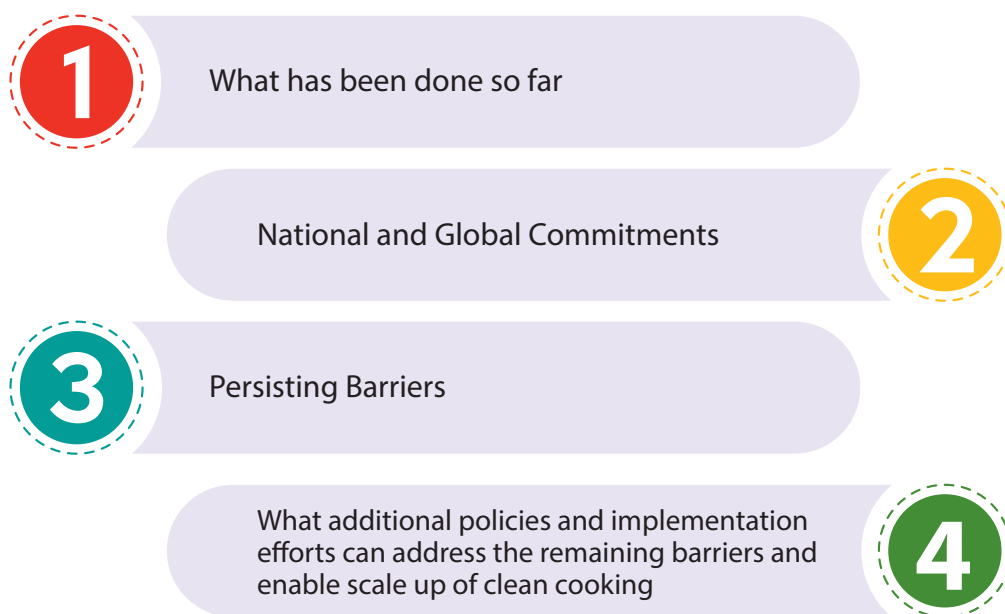 1
What has been done so far
National and Global Commitments
2
3
Persisting Barriers
What additional policies and implementation
efforts can address the remaining barriers and
enable scale up of clean cooking
4